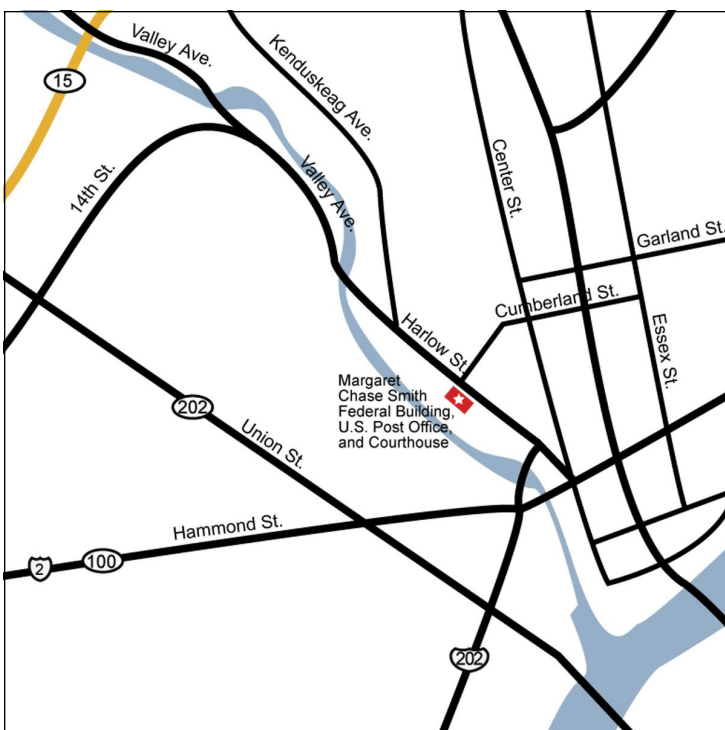 Valley Ave.
Kenduskeag Ave.
15
14th St.
Valley Ave.
Center St.
Garland St.
Cumberland St.
Essex St.
Harlow St.
Margaret
Chase Smith
Federal Building,
U.S. Post Office,
and Courthouse
202
Union St.
Hammond St.
2
100
202